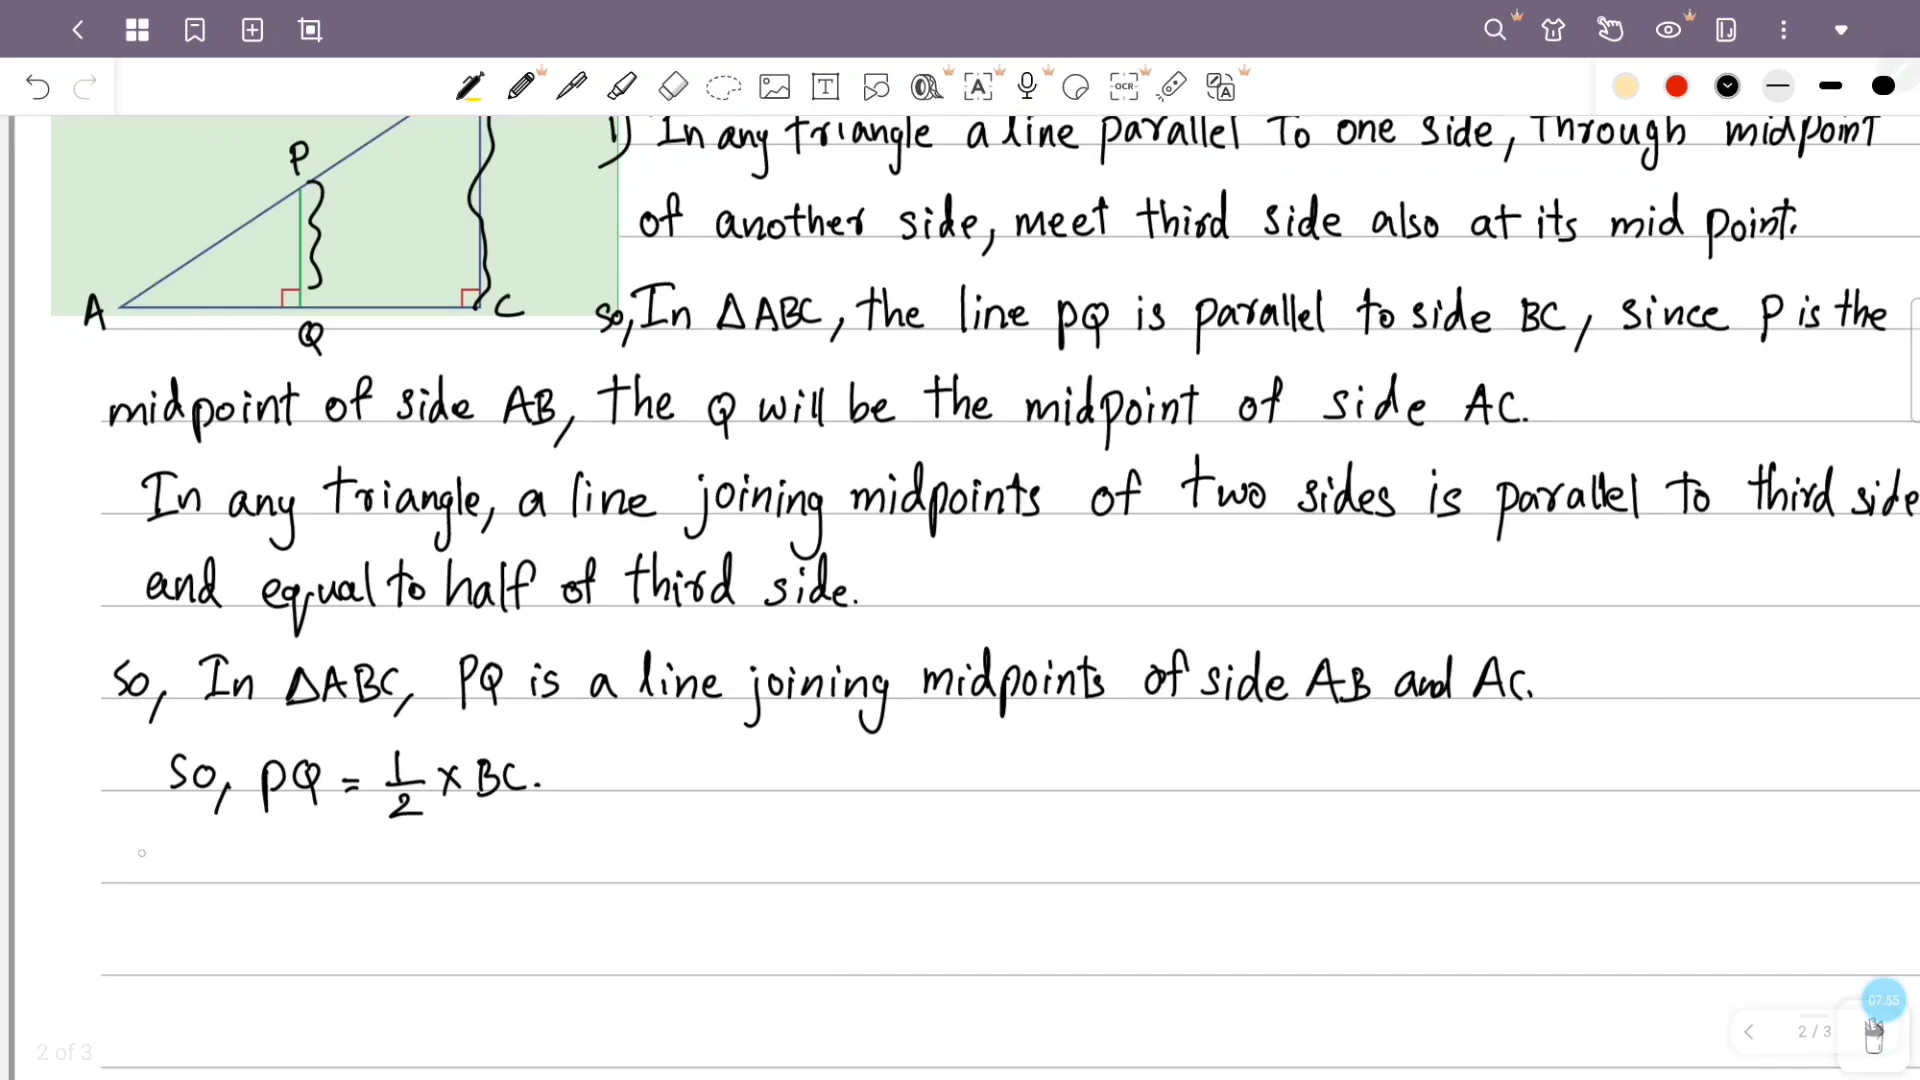 P
1) In any triangle a line parallel To one side, Through midpoint
of another side, meet third side also at its mid point.
A
Q
C
so, In ΔABC, the line PQ is parallel to side BC, since P is the
midpoint of side AB, the Q will be the midpoint of side AC.
In any triangle, a line joining midpoints of two sides is parallel to third side
and equal to half of third side.
So, In ΔABC, PQ is a line joining midpoints of side AB and AC.
So, PQ = 1/2 x BC.
07.55
2 / 3
2 of 3
T
A
OCR
A